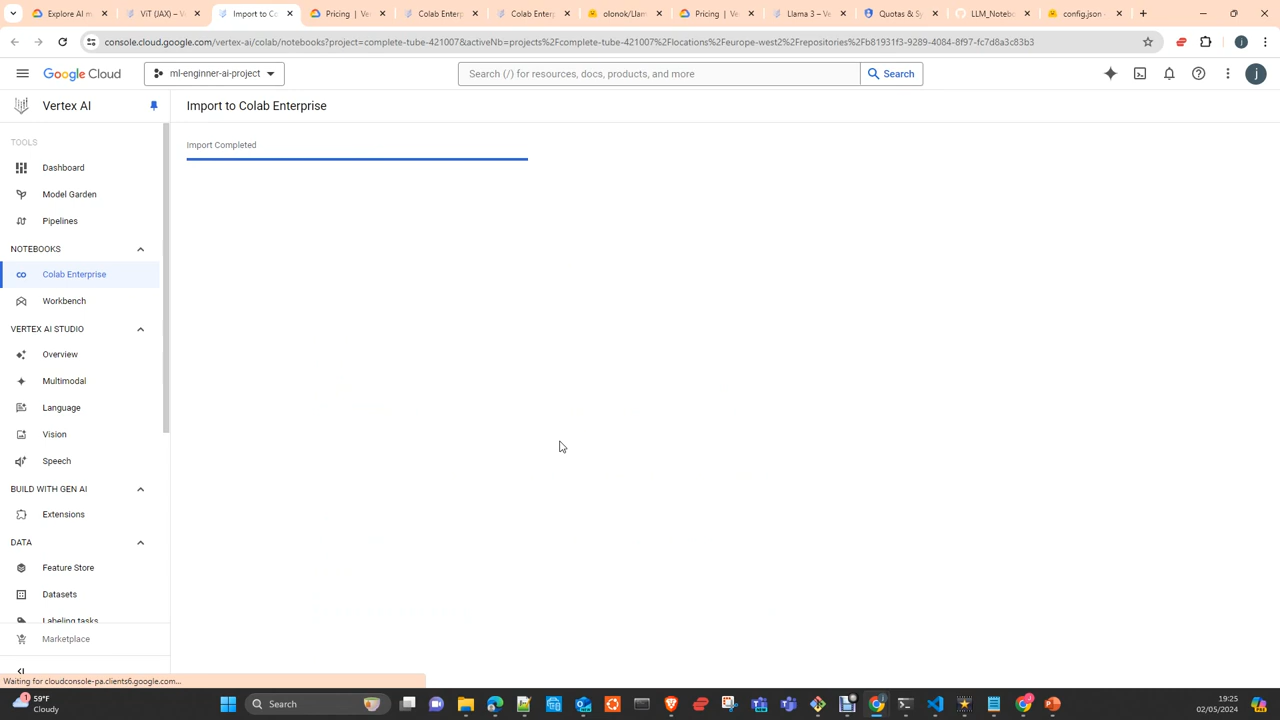 Explore AI m
ViT (JAX) –
Import to Co
Pricing | Ve
Colab Enterp
Colab Enterp
olonok/Llam
Pricing | Ve
Llama 3 –
Quotas & Sy
LLM_Notebo
config.json
console.cloud.google.com/vertex-ai/colab/notebooks?project=complete-tube-421007&activeNb=projects%2Fcomplete-tube-421007%2Flocations%2Feurope-west2%2Frepositories%2Fb81931f3-9289-4084-8f97-fc7d8a3c83b3
Google Cloud
ml-enginner-ai-project
Search (/) for resources, docs, products, and more
Search
Vertex AI
Import to Colab Enterprise
TOOLS
Import Completed
Dashboard
Model Garden
Pipelines
NOTEBOOKS
Colab Enterprise
Workbench
VERTEX AI STUDIO
Overview
Multimodal
Language
Vision
Speech
BUILD WITH GEN AI
Extensions
DATA
Feature Store
Datasets
Labeling tasks
Marketplace
Waiting for cloudconsole-pa.clients6.google.com...
59°F
Cloudy
Search
19:25
02/05/2024